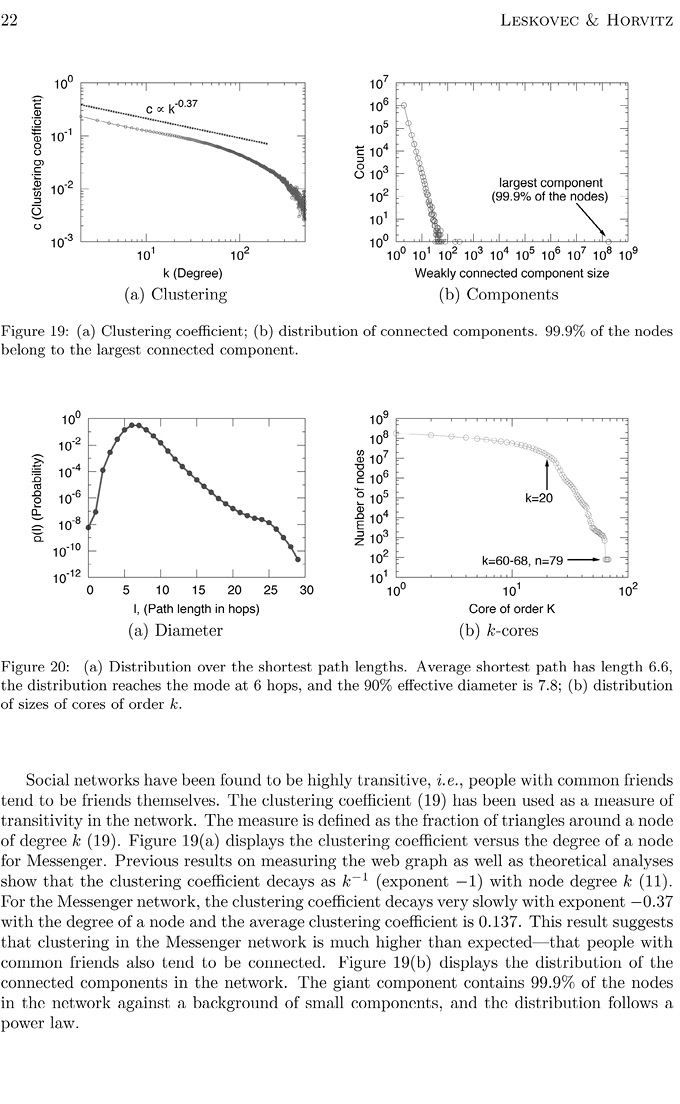 22 LESKOVEC & HORVITZ
10^0
10^-1
10^-2
10^-3
c ∝ k^-0.37
c (Clustering coefficient)
10^1 10^2
k (Degree)
(a) Clustering
10^7
10^6
10^5
10^4
10^3
10^2
10^1
10^0
Count
largest component
(99.9% of the nodes)
10^0 10^1 10^2 10^3 10^4 10^5 10^6 10^7 10^8 10^9
Weakly connected component size
(b) Components
Figure 19: (a) Clustering coefficient; (b) distribution of connected components. 99.9% of the nodes
belong to the largest connected component.
10^0
10^-2
10^-4
10^-6
10^-8
10^-10
10^-12
p(l) (Probability)
0 5 10 15 20 25 30
l, (Path length in hops)
(a) Diameter
10^9
10^8
10^7
10^6
10^5
10^4
10^3
10^2
10^1
Number of nodes
k=20
k=60-68, n=79
10^0 10^1 10^2
Core of order K
(b) k-cores
Figure 20: (a) Distribution over the shortest path lengths. Average shortest path has length 6.6,
the distribution reaches the mode at 6 hops, and the 90% effective diameter is 7.8; (b) distribution
of sizes of cores of order k.
Social networks have been found to be highly transitive, i.e., people with common friends
tend to be friends themselves. The clustering coefficient (19) has been used as a measure of
transitivity in the network. The measure is defined as the fraction of triangles around a node
of degree k (19). Figure 19(a) displays the clustering coefficient versus the degree of a node
for Messenger. Previous results on measuring the web graph as well as theoretical analyses
show that the clustering coefficient decays as k^−1 (exponent −1) with node degree k (11).
For the Messenger network, the clustering coefficient decays very slowly with exponent −0.37
with the degree of a node and the average clustering coefficient is 0.137. This result suggests
that clustering in the Messenger network is much higher than expected—that people with
common friends also tend to be connected. Figure 19(b) displays the distribution of the
connected components in the network. The giant component contains 99.9% of the nodes
in the network against a background of small components, and the distribution follows a
power law.